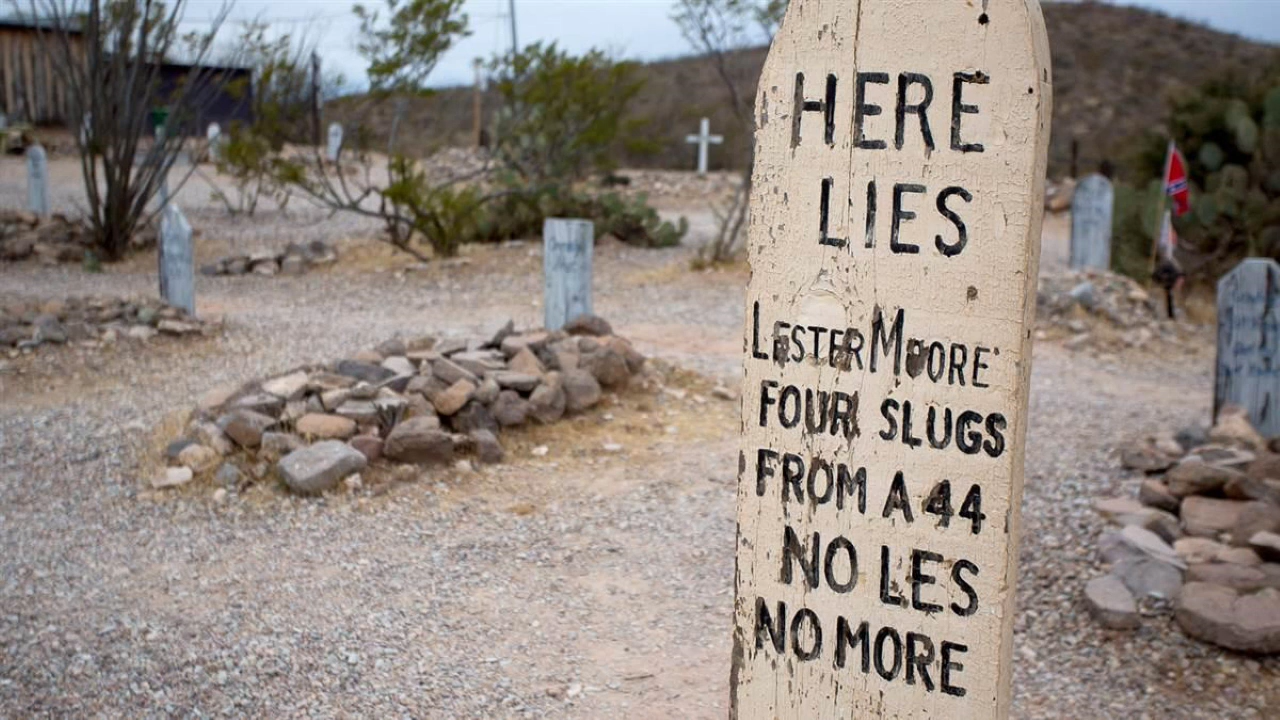 HERE
LIES
LESTER MOORE
FOUR SLUGS
FROM A 44
NO LES
NO MORE